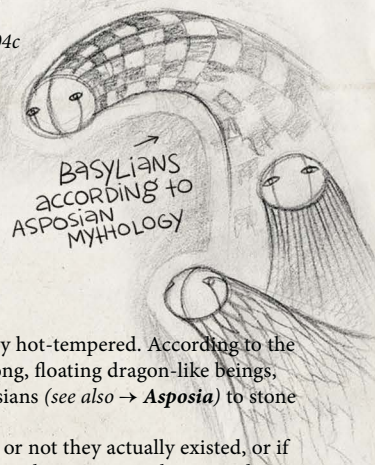 04c
BASYLIANS
ACCORDING TO
ASPOSIAN
MYTHOLOGY
y hot-tempered. According to the
ong, floating dragon-like beings,
sians (see also → Asposia) to stone
or not they actually existed, or if